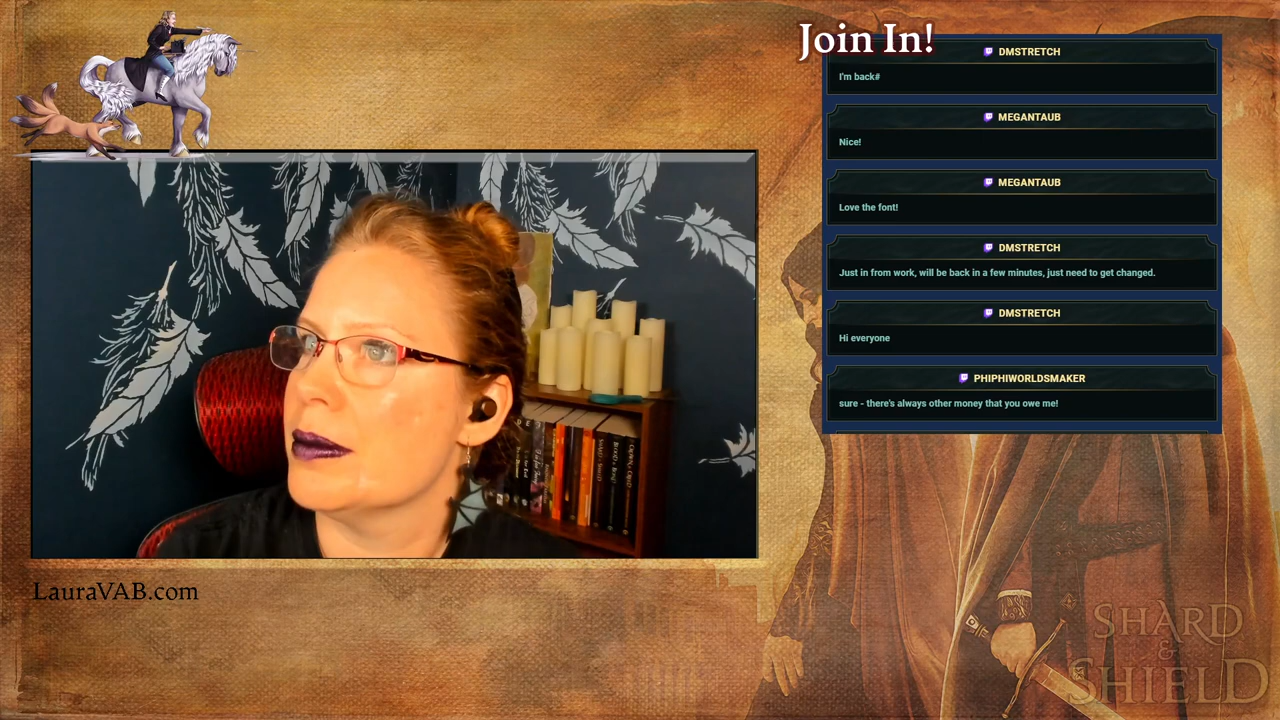 Join In!
DMSTRETCH
I'm back#
MEGANTAUB
Nice!
MEGANTAUB
Love the font!
DMSTRETCH
Just in from work, will be back in a few minutes, just need to get changed.
DMSTRETCH
Hi everyone
PHIPHIWORLDSMAKER
sure - there's always other money that you owe me!
LauraVAB.com
SHARD
&
SHIELD